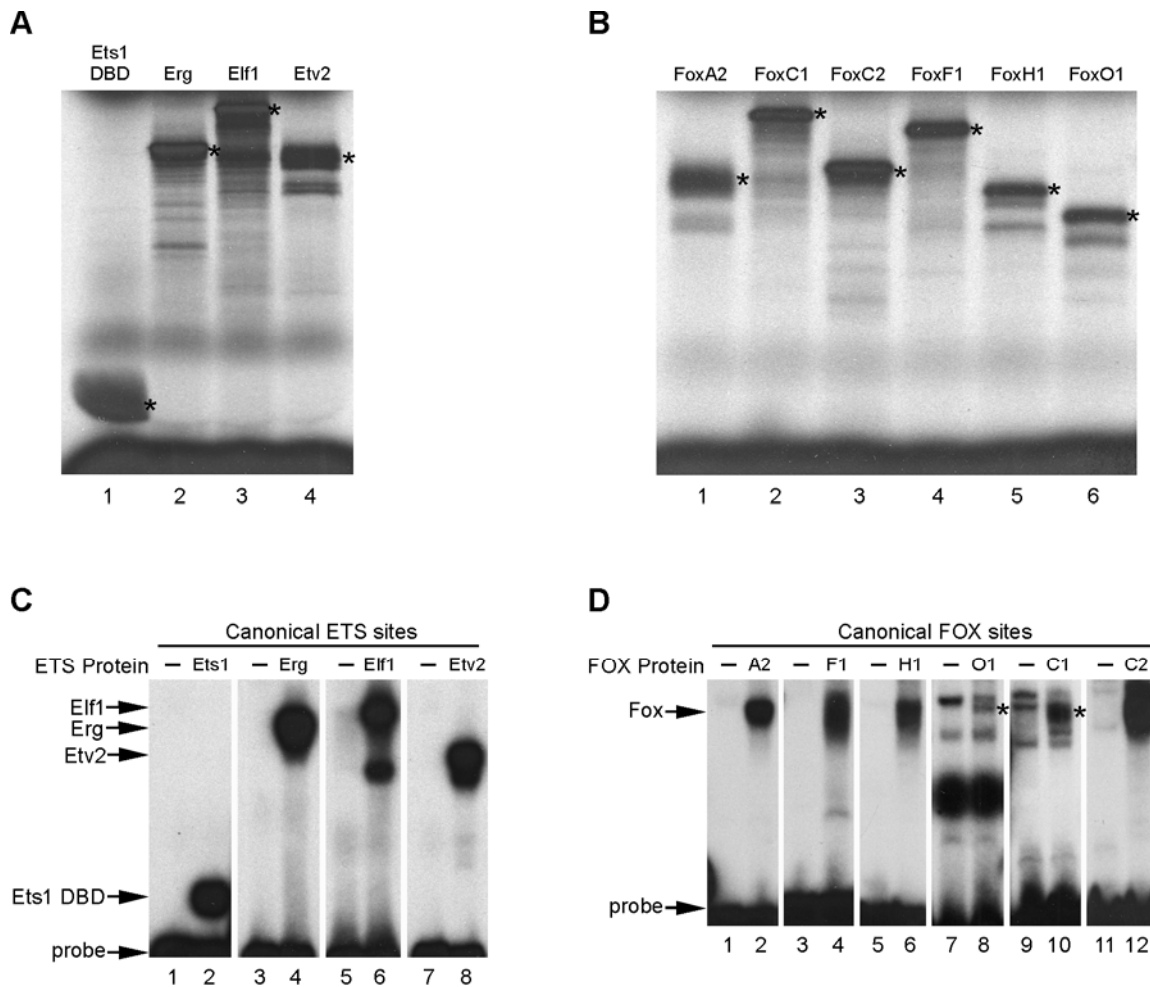 A
Ets1
DBD Erg Elf1 Etv2
* * * *
1 2 3 4
B
FoxA2 FoxC1 FoxC2 FoxF1 FoxH1 FoxO1
* * * * * *
1 2 3 4 5 6
C
Canonical ETS sites
ETS Protein – Ets1 – Erg – Elf1 – Etv2
Elf1
Erg
Etv2
Ets1 DBD
probe
1 2 3 4 5 6 7 8
D
Canonical FOX sites
FOX Protein – A2 – F1 – H1 – O1 – C1 – C2
Fox * *
probe
1 2 3 4 5 6 7 8 9 10 11 12